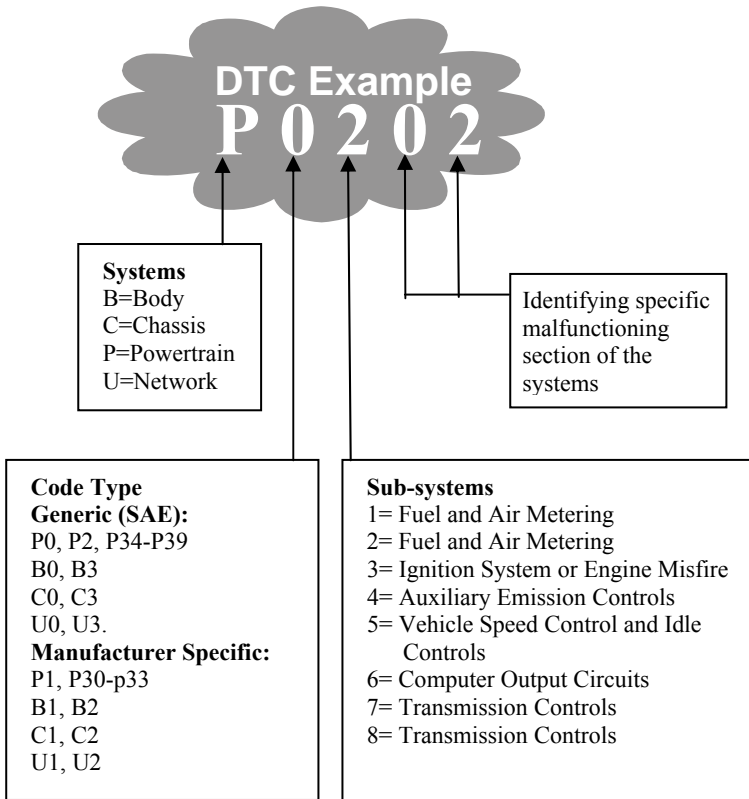 DTC Example
P 0 2 0 2
Systems
B=Body
C=Chassis
P=Powertrain
U=Network
Identifying specific
malfunctioning
section of the
systems
Code Type
Generic (SAE):
P0, P2, P34-P39
B0, B3
C0, C3
U0, U3.
Manufacturer Specific:
P1, P30-p33
B1, B2
C1, C2
U1, U2
Sub-systems
1= Fuel and Air Metering
2= Fuel and Air Metering
3= Ignition System or Engine Misfire
4= Auxiliary Emission Controls
5= Vehicle Speed Control and Idle
Controls
6= Computer Output Circuits
7= Transmission Controls
8= Transmission Controls